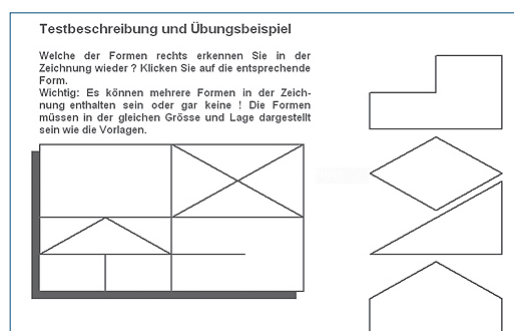 Testbeschreibung und Übungsbeispiel
Welche der Formen rechts erkennen Sie in der
Zeichnung wieder ? Klicken Sie auf die entsprechende
Form.
Wichtig: Es können mehrere Formen in der Zeich-
nung enthalten sein oder gar keine ! Die Formen
müssen in der gleichen Grösse und Lage dargestellt
sein wie die Vorlagen.